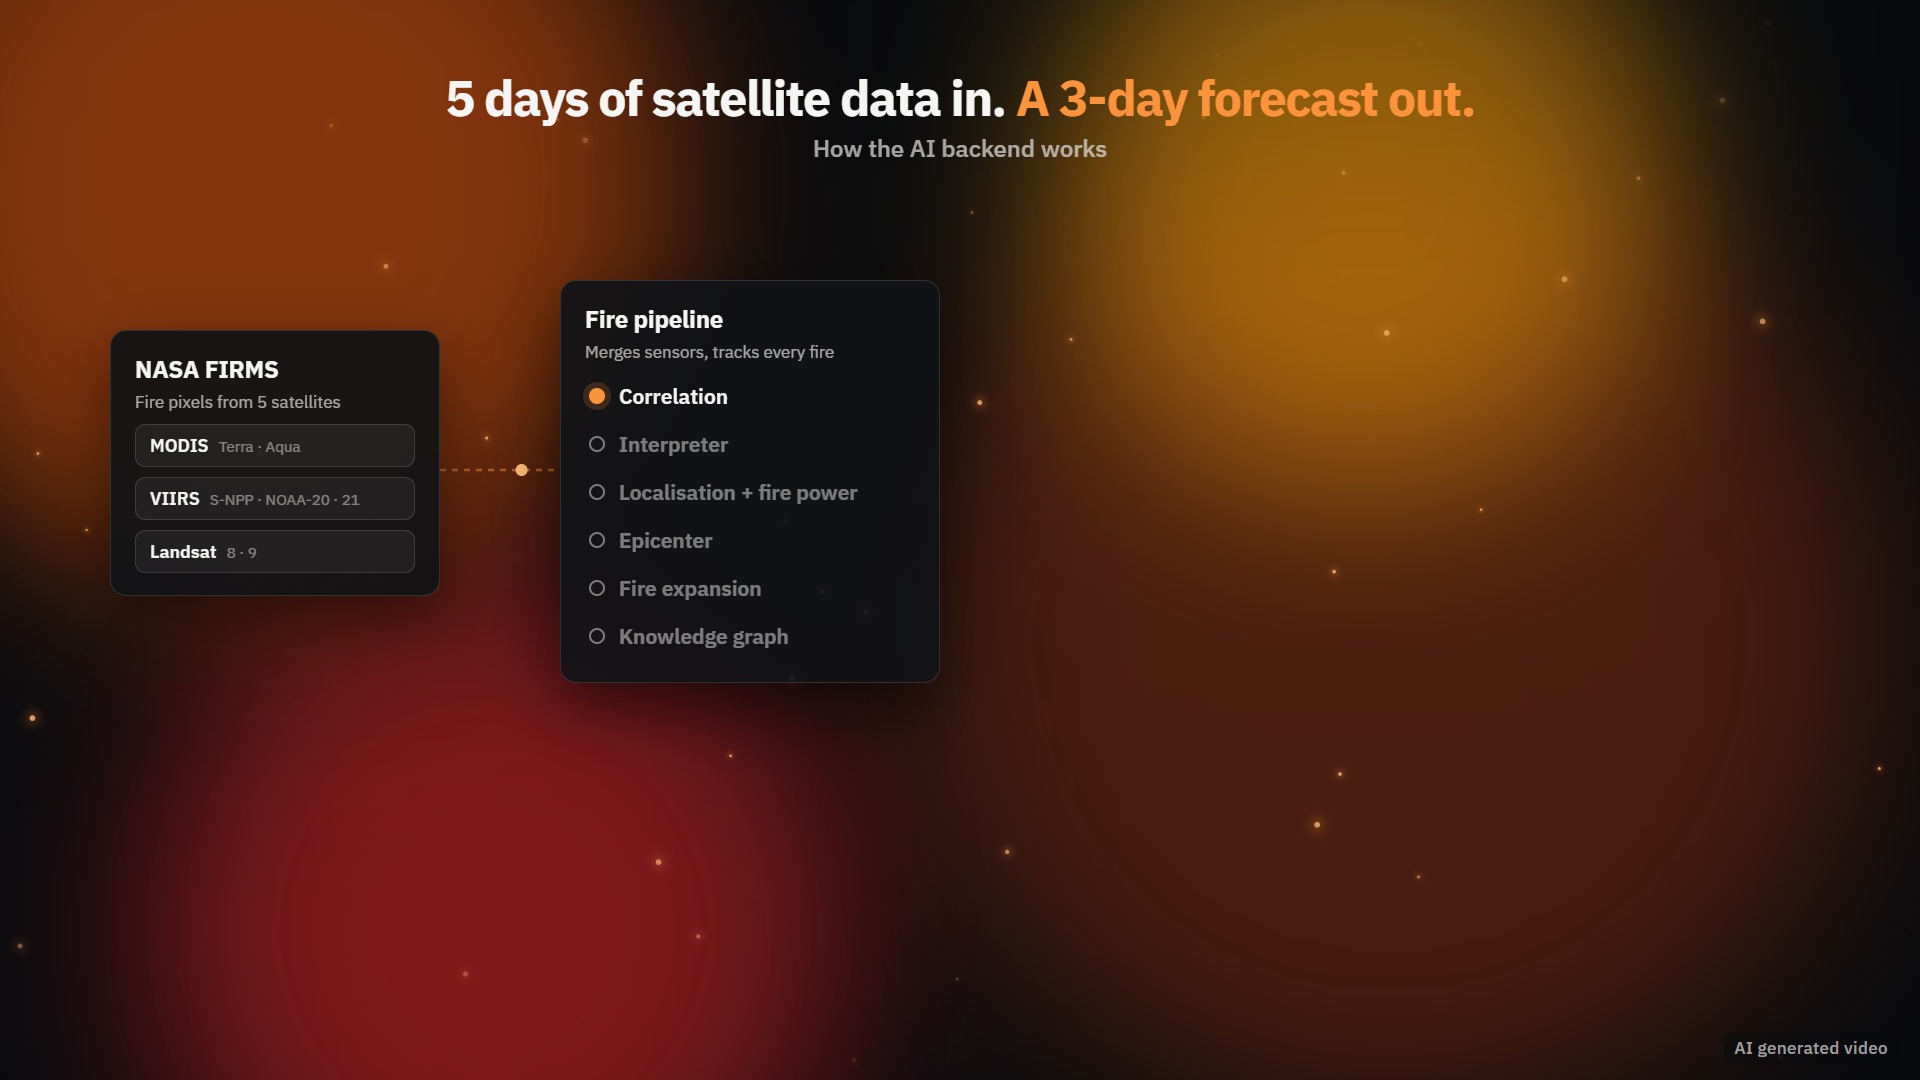 5 days of satellite data in. A 3-day forecast out.
How the AI backend works
NASA FIRMS
Fire pixels from 5 satellites
MODIS Terra · Aqua
VIIRS S-NPP · NOAA-20 · 21
Landsat 8 · 9
Fire pipeline
Merges sensors, tracks every fire
Correlation
Interpreter
Localisation + fire power
Epicenter
Fire expansion
Knowledge graph
AI generated video